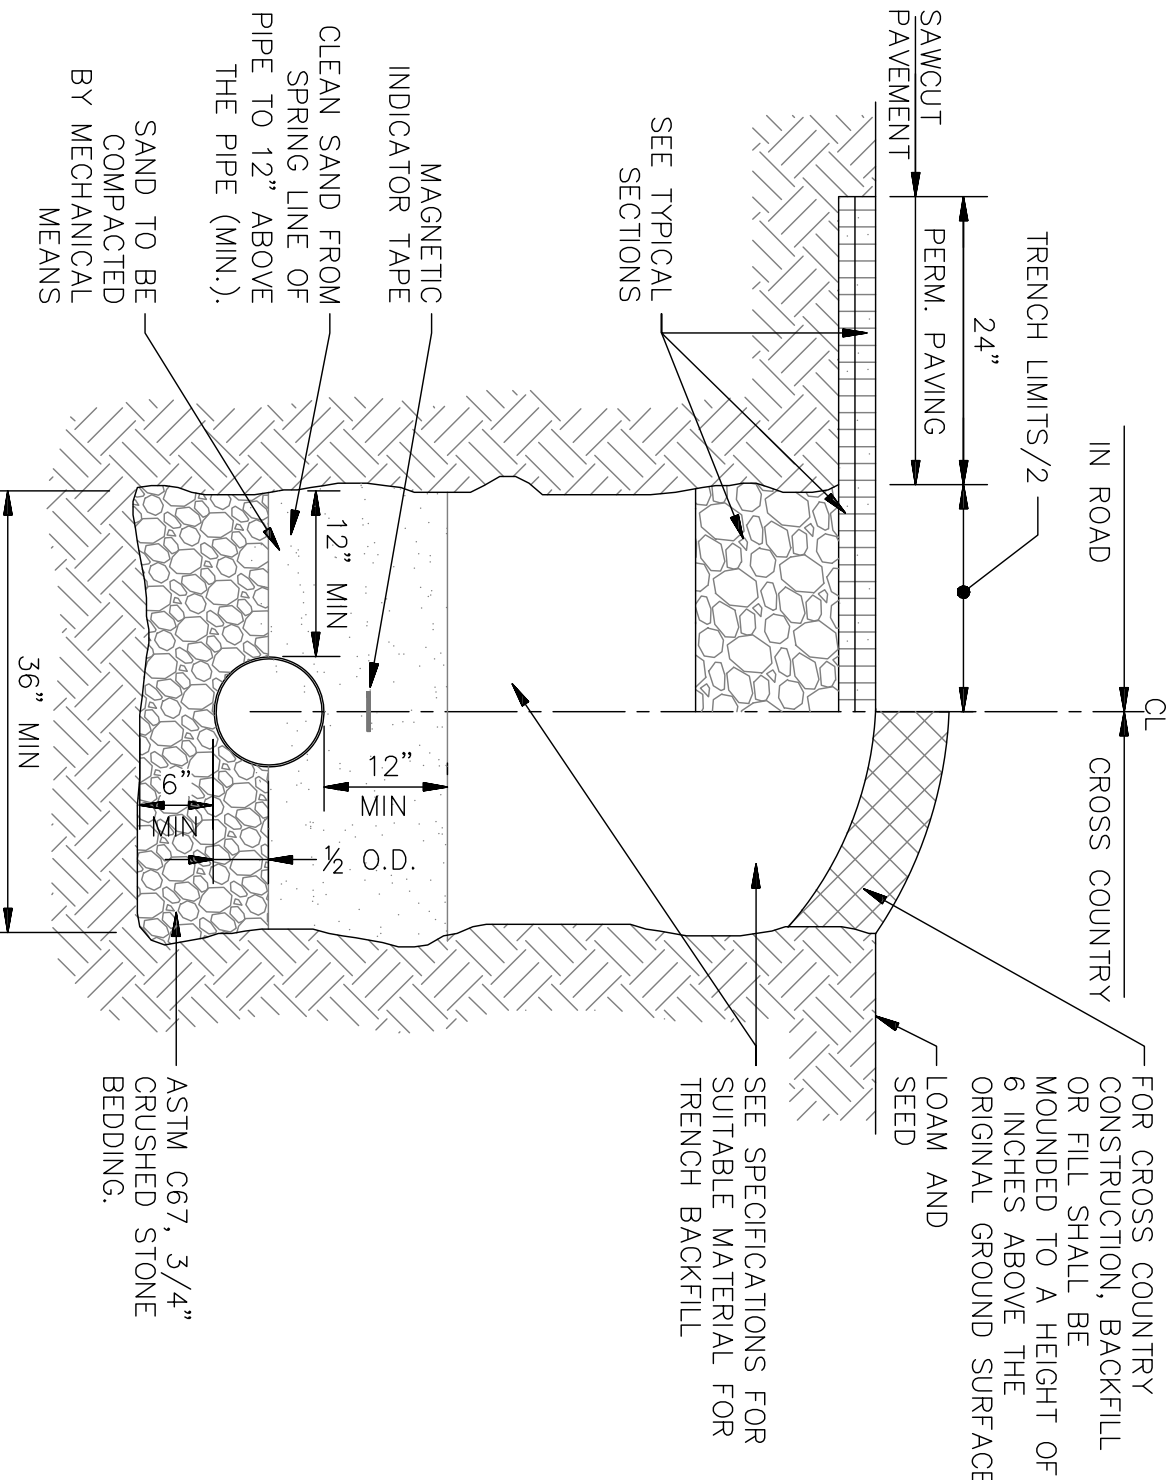 SAWCUT
PAVEMENT
PERM. PAVING
24"
TRENCH LIMITS/2
IN ROAD
CL
CROSS COUNTRY
SEE TYPICAL
SECTIONS
MAGNETIC
INDICATOR TAPE
CLEAN SAND FROM
SPRING LINE OF
PIPE TO 12" ABOVE
THE PIPE (MIN.).
SAND TO BE
COMPACTED
BY MECHANICAL
MEANS
12" MIN
12"
MIN
6"
MIN
½ O.D.
36" MIN
FOR CROSS COUNTRY
CONSTRUCTION, BACKFILL
OR FILL SHALL BE
MOUNDED TO A HEIGHT OF
6 INCHES ABOVE THE
ORIGINAL GROUND SURFACE
LOAM AND
SEED
SEE SPECIFICATIONS FOR
SUITABLE MATERIAL FOR
TRENCH BACKFILL
ASTM C67, 3/4"
CRUSHED STONE
BEDDING.